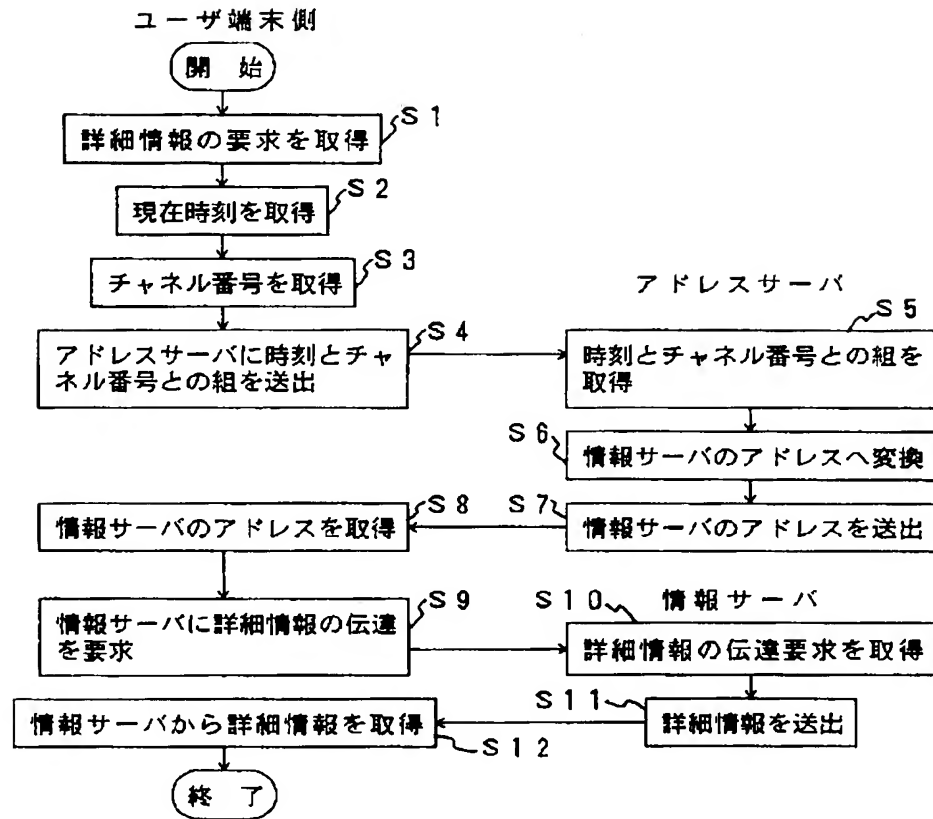 ユーザ端末側
開 始
S1
詳細情報の要求を取得
S2
現在時刻を取得
S3
チャネル番号を取得
アドレスサーバ
S4
アドレスサーバに時刻とチャ
ネル番号との組を送出
S5
時刻とチャネル番号との組を
取得
S6
情報サーバのアドレスへ変換
S7
情報サーバのアドレスを送出
S8
情報サーバのアドレスを取得
S9
情報サーバに詳細情報の伝達
を要求
S10
情報サーバ
詳細情報の伝達要求を取得
S11
詳細情報を送出
情報サーバから詳細情報を取得
S12
終 了